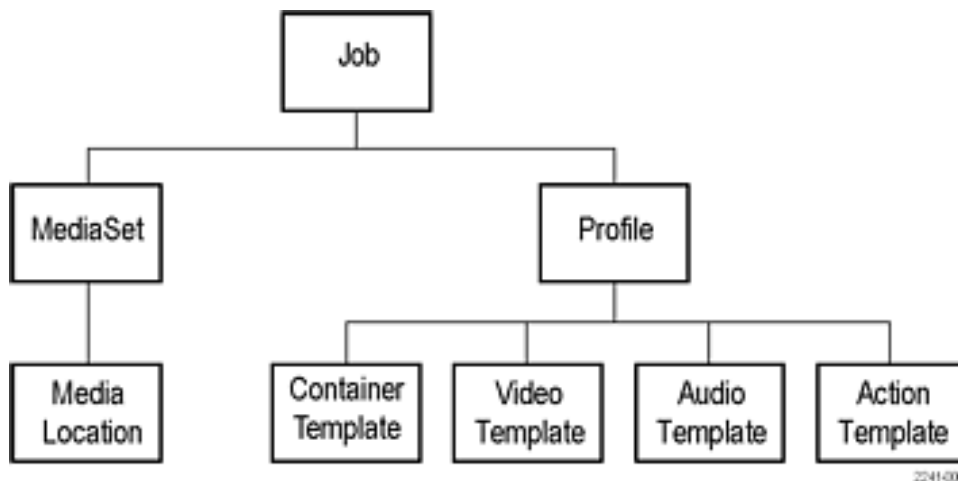 Job
MediaSet
Profile
Media
Location
Container
Template
Video
Template
Audio
Template
Action
Template